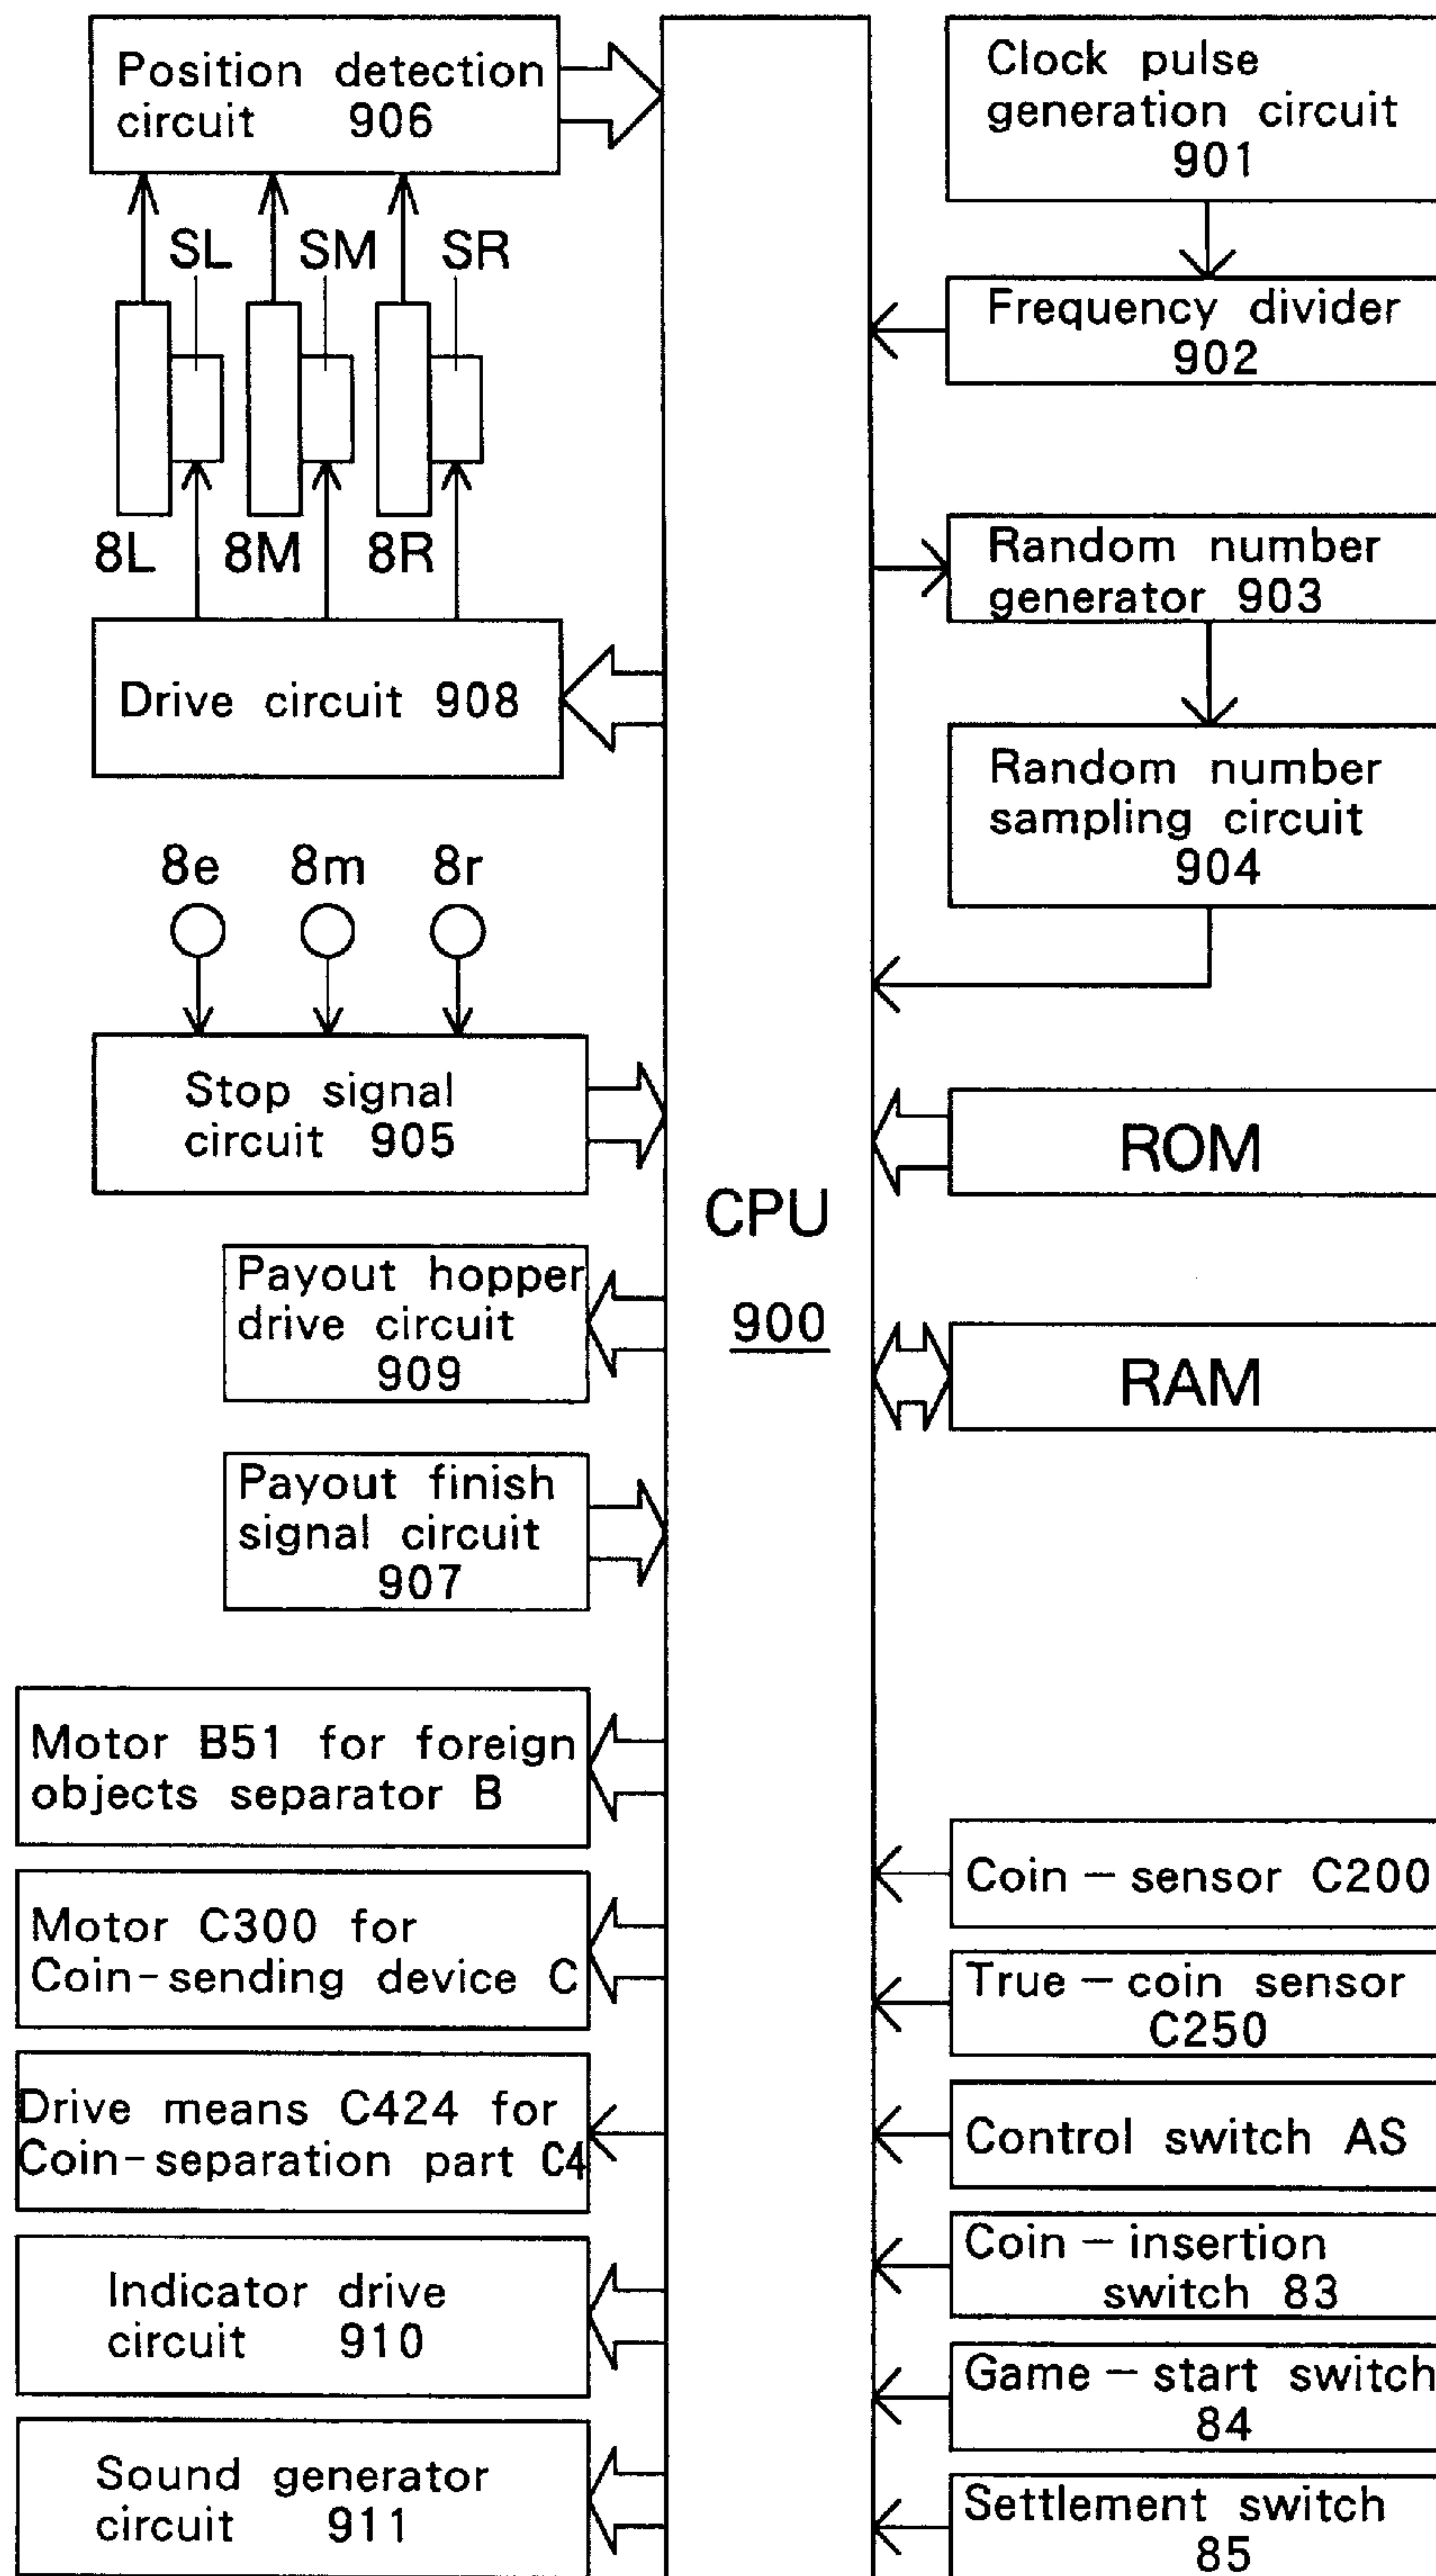 Position detection
circuit 906
SL SM SR
8L 8M 8R
Drive circuit 908
8e 8m 8r
Stop signal
circuit 905
Payout hopper
drive circuit
909
Payout finish
signal circuit
907
Motor B51 for foreign
objects separator B
Motor C300 for
Coin-sending device C
Drive means C424 for
Coin-separation part C4
Indicator drive
circuit 910
Sound generator
circuit 911
CPU
900
Clock pulse
generation circuit
901
Frequency divider
902
Random number
generator 903
Random number
sampling circuit
904
ROM
RAM
Coin-sensor C200
True-coin sensor
C250
Control switch AS
Coin-insertion
switch 83
Game-start switch
84
Settlement switch
85